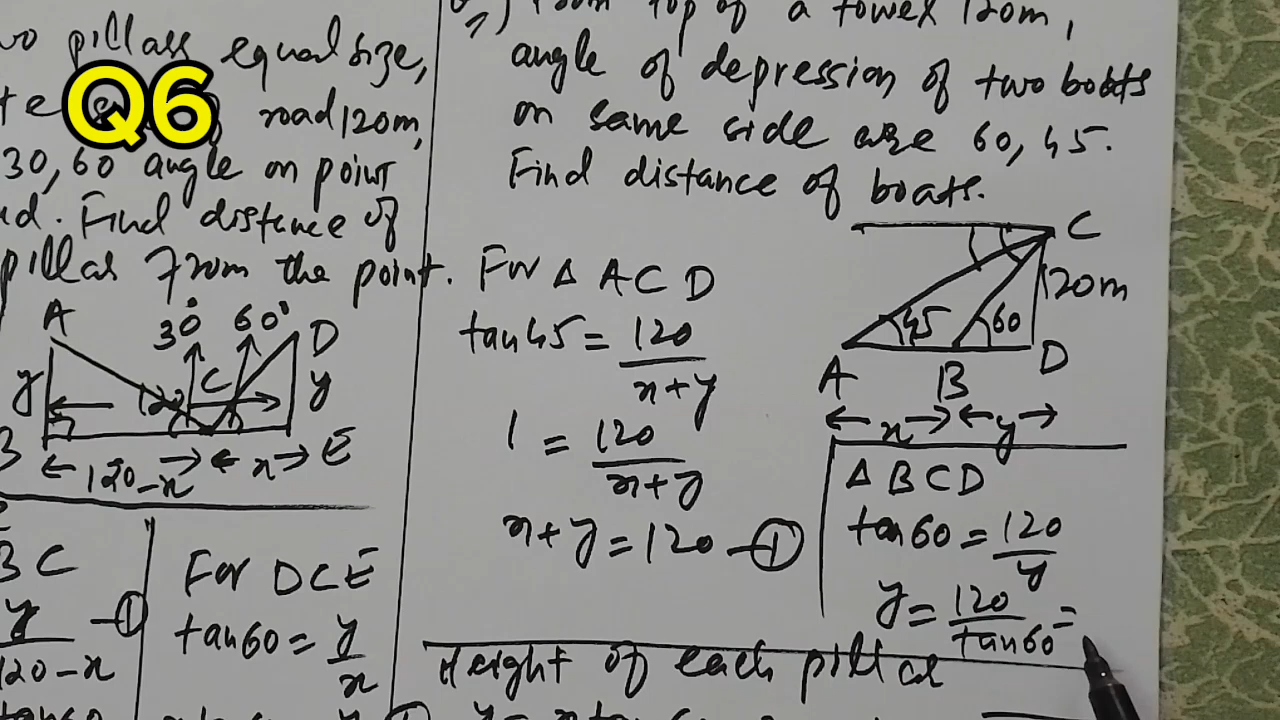 Q6
pillars equal size,
road 120m,
30, 60 angle on point
Find distance of
pillar from the point.
A
30°
60°
D
y
C
y
B
120-x
x
E
BC
y
120-x
—①
For DCE
tan60 = y
x
from top of a tower 120m,
angle of depression of two boats
on same side are 60, 45.
Find distance of boats.
For Δ ACD
tan45 = 120
x+y
1 = 120
x+y
x+y = 120 —①
C
120m
45
60
A
B
D
x
y
Δ BCD
tan60 = 120
y
y = 120 =
tan60
Height of each pillar